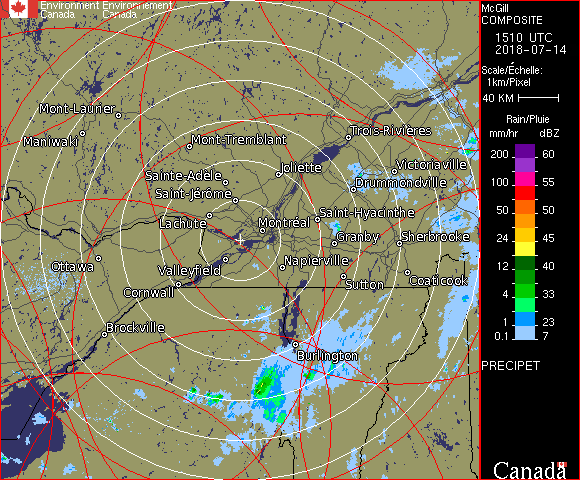 Environment Environnement
Canada Canada
McGill
COMPOSITE
1510 UTC
2018-07-14
Scale/Échelle:
1km/Pixel
40 KM
Rain/Pluie
mm/hr dBZ
200 60
100 55
50 50
24 45
12 40
4 33
1 23
0.1 7
PRECIPET
Canada
Mont-Laurier
Maniwaki
Mont-Tremblant
Trois-Rivières
Sainte-Adèle
Joliette
Victoriaville
Saint-Jérôme
Drummondville
Lachute
Montréal
Saint-Hyacinthe
Granby
Sherbrooke
Ottawa
Valleyfield
Napierville
Cornwall
Sutton
Coaticook
Brockville
Burlington